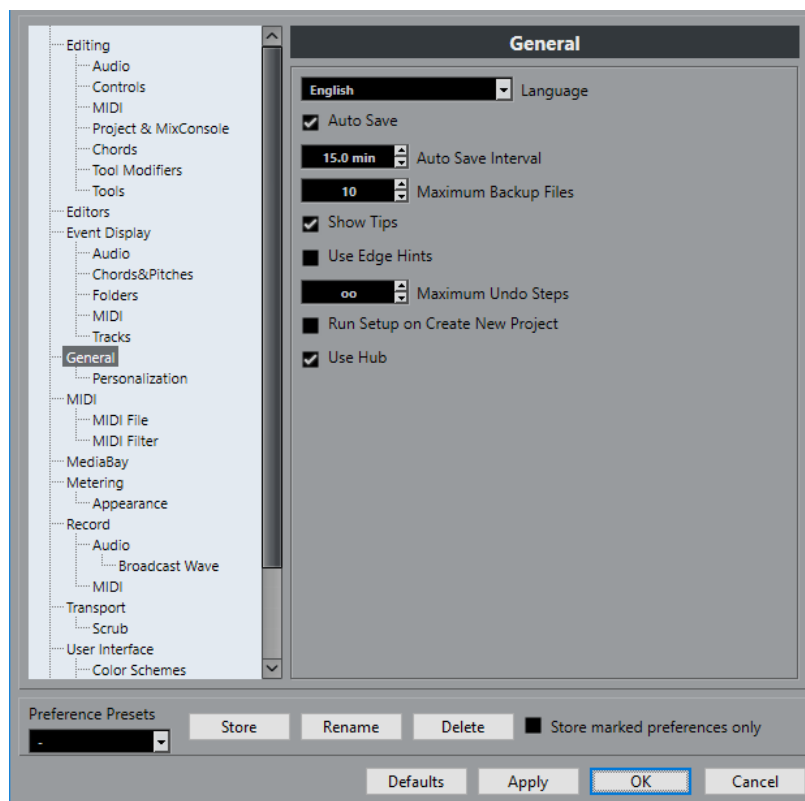 Editing
Audio
Controls
MIDI
Project & MixConsole
Chords
Tool Modifiers
Tools
Editors
Event Display
Audio
Chords&Pitches
Folders
MIDI
Tracks
General
Personalization
MIDI
MIDI File
MIDI Filter
MediaBay
Metering
Appearance
Record
Audio
Broadcast Wave
MIDI
Transport
Scrub
User Interface
Color Schemes
General
English Language
Auto Save
15.0 min Auto Save Interval
10 Maximum Backup Files
Show Tips
Use Edge Hints
oo Maximum Undo Steps
Run Setup on Create New Project
Use Hub
Preference Presets
-
Store Rename Delete Store marked preferences only
Defaults Apply OK Cancel